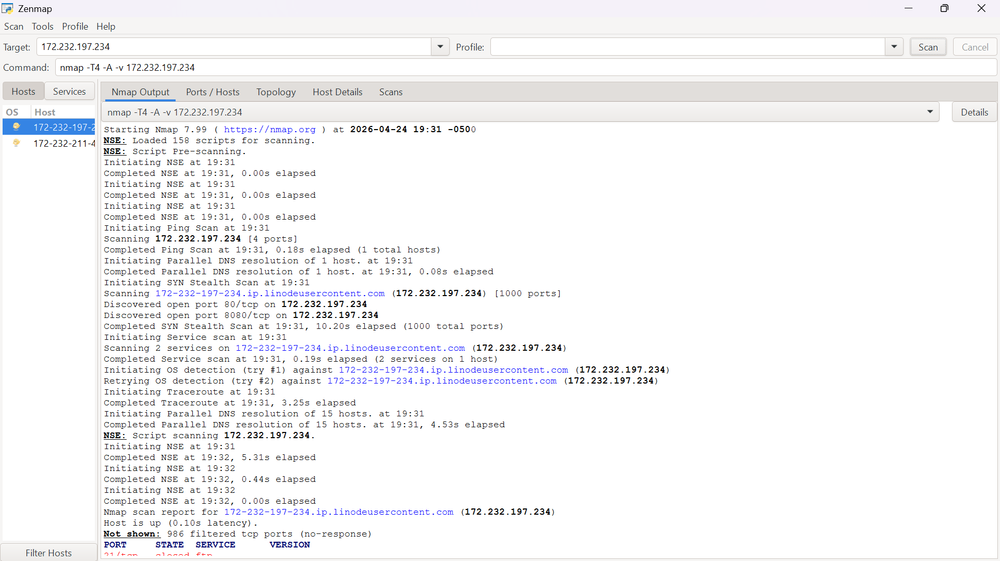 Zenmap
Scan Tools Profile Help
Target: 172.232.197.234 Profile: Scan Cancel
Command: nmap -T4 -A -v 172.232.197.234
Hosts Services
Nmap Output Ports / Hosts Topology Host Details Scans
OS Host
172-232-197-2
172-232-211-4
nmap -T4 -A -v 172.232.197.234 Details
Starting Nmap 7.99 ( https://nmap.org ) at 2026-04-24 19:31 -0500
NSE: Loaded 158 scripts for scanning.
NSE: Script Pre-scanning.
Initiating NSE at 19:31
Completed NSE at 19:31, 0.00s elapsed
Initiating NSE at 19:31
Completed NSE at 19:31, 0.00s elapsed
Initiating NSE at 19:31
Completed NSE at 19:31, 0.00s elapsed
Initiating Ping Scan at 19:31
Scanning 172.232.197.234 [4 ports]
Completed Ping Scan at 19:31, 0.18s elapsed (1 total hosts)
Initiating Parallel DNS resolution of 1 host. at 19:31
Completed Parallel DNS resolution of 1 host. at 19:31, 0.08s elapsed
Initiating SYN Stealth Scan at 19:31
Scanning 172-232-197-234.ip.linodeusercontent.com (172.232.197.234) [1000 ports]
Discovered open port 80/tcp on 172.232.197.234
Discovered open port 8080/tcp on 172.232.197.234
Completed SYN Stealth Scan at 19:31, 10.20s elapsed (1000 total ports)
Initiating Service scan at 19:31
Scanning 2 services on 172-232-197-234.ip.linodeusercontent.com (172.232.197.234)
Completed Service scan at 19:31, 0.19s elapsed (2 services on 1 host)
Initiating OS detection (try #1) against 172-232-197-234.ip.linodeusercontent.com (172.232.197.234)
Retrying OS detection (try #2) against 172-232-197-234.ip.linodeusercontent.com (172.232.197.234)
Initiating Traceroute at 19:31
Completed Traceroute at 19:31, 3.25s elapsed
Initiating Parallel DNS resolution of 15 hosts. at 19:31
Completed Parallel DNS resolution of 15 hosts. at 19:31, 4.53s elapsed
NSE: Script scanning 172.232.197.234.
Initiating NSE at 19:31
Completed NSE at 19:32, 5.31s elapsed
Initiating NSE at 19:32
Completed NSE at 19:32, 0.44s elapsed
Initiating NSE at 19:32
Completed NSE at 19:32, 0.00s elapsed
Nmap scan report for 172-232-197-234.ip.linodeusercontent.com (172.232.197.234)
Host is up (0.10s latency).
Not shown: 986 filtered tcp ports (no-response)
PORT STATE SERVICE VERSION
21/tcp closed ftp
Filter Hosts